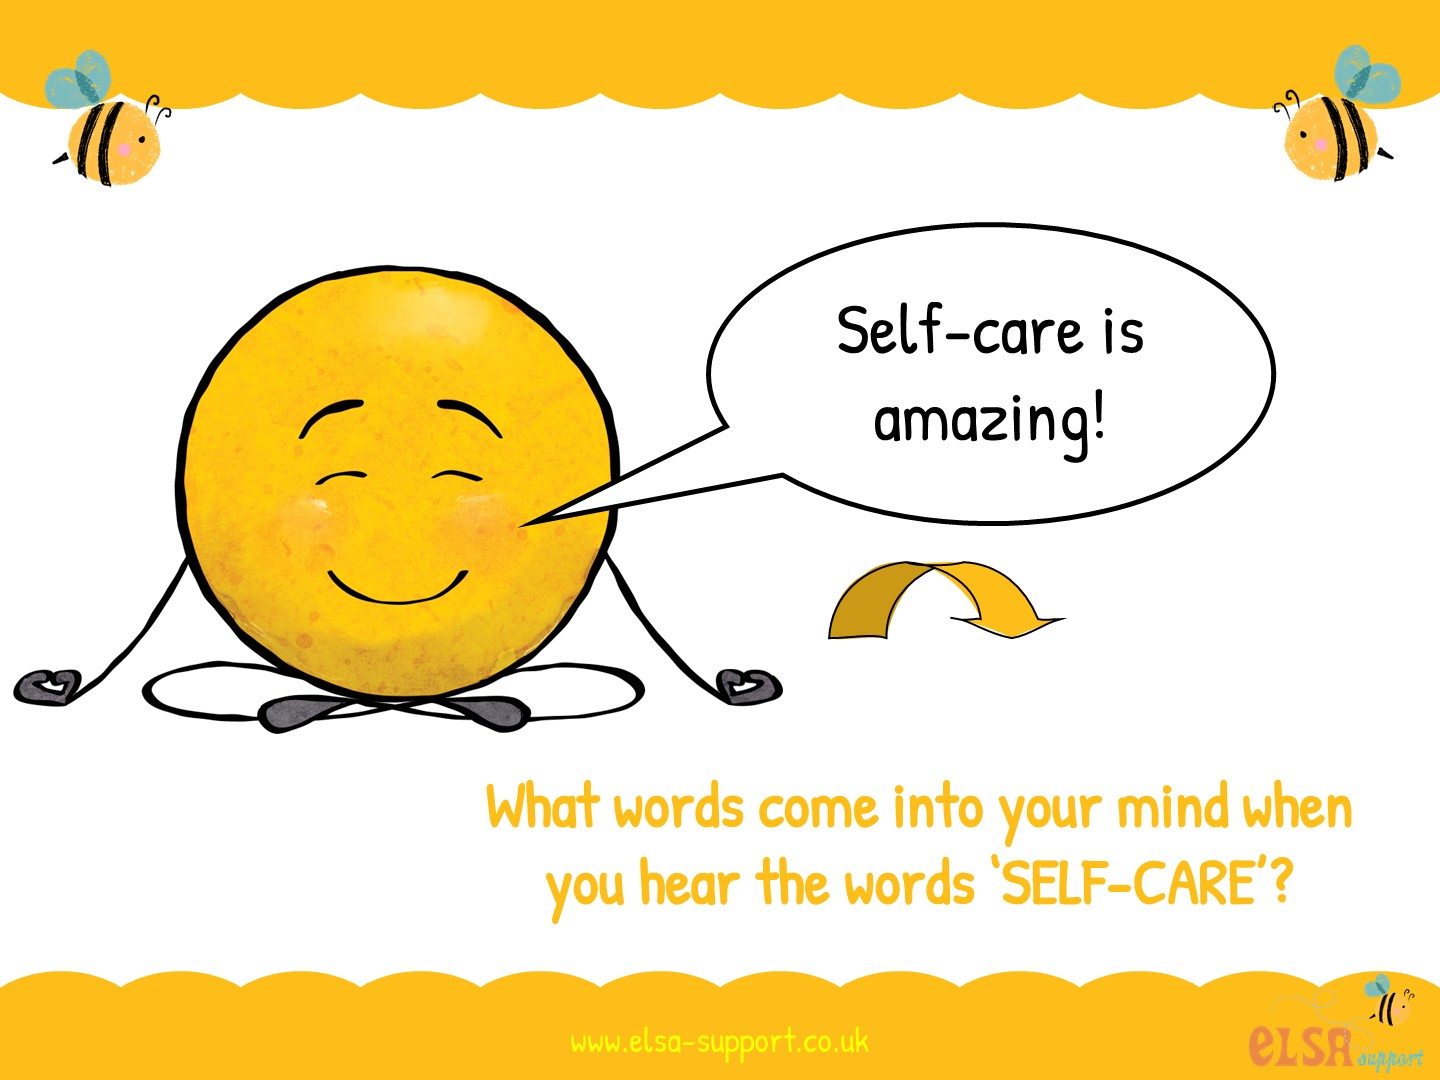 Self-care is
amazing!
What words come into your mind when
you hear the words ‘SELF-CARE’?
www.elsa-support.co.uk
ELSA support